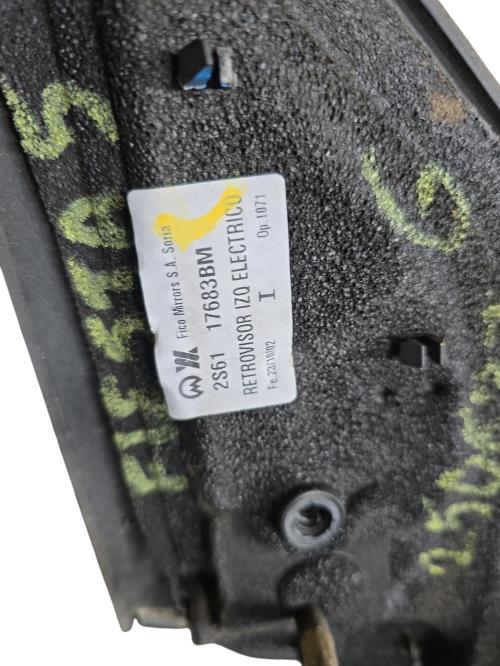 Fico Mirrors S.A. Soria
2S61 17683BM
RETROVISOR IZQ ELECTRICO
Fe.23/10/02 I Op.1071
FIESTA 5
G